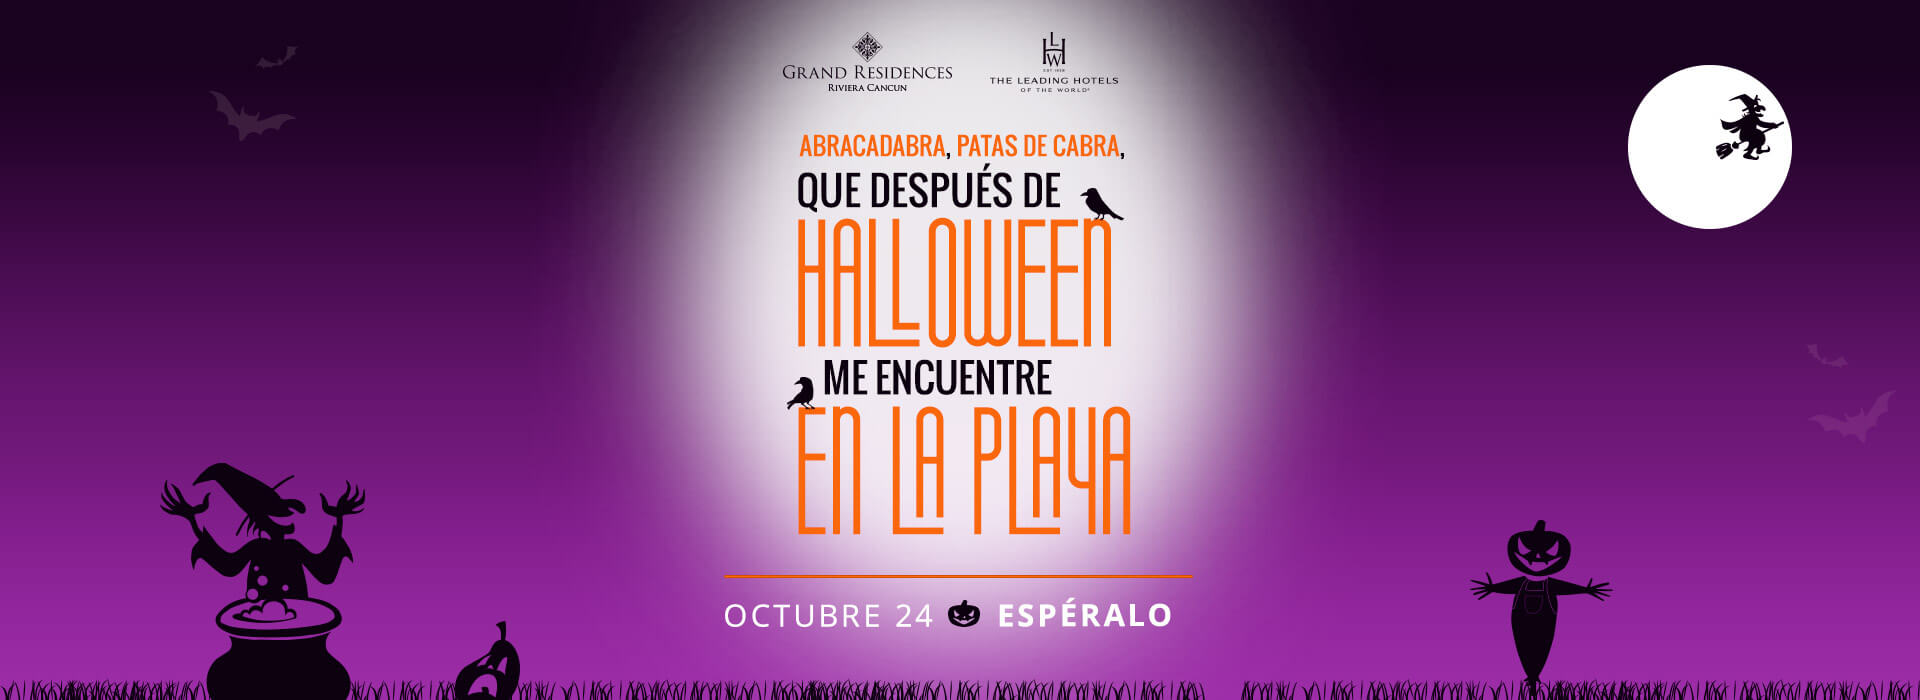 GRAND RESIDENCES
RIVIERA CANCUN
LHW
EST. 1928
THE LEADING HOTELS
OF THE WORLD®
ABRACADABRA, PATAS DE CABRA,
QUE DESPUÉS DE
HALLOWEEN
ME ENCUENTRE
EN LA PLAYA
OCTUBRE 24 ESPÉRALO